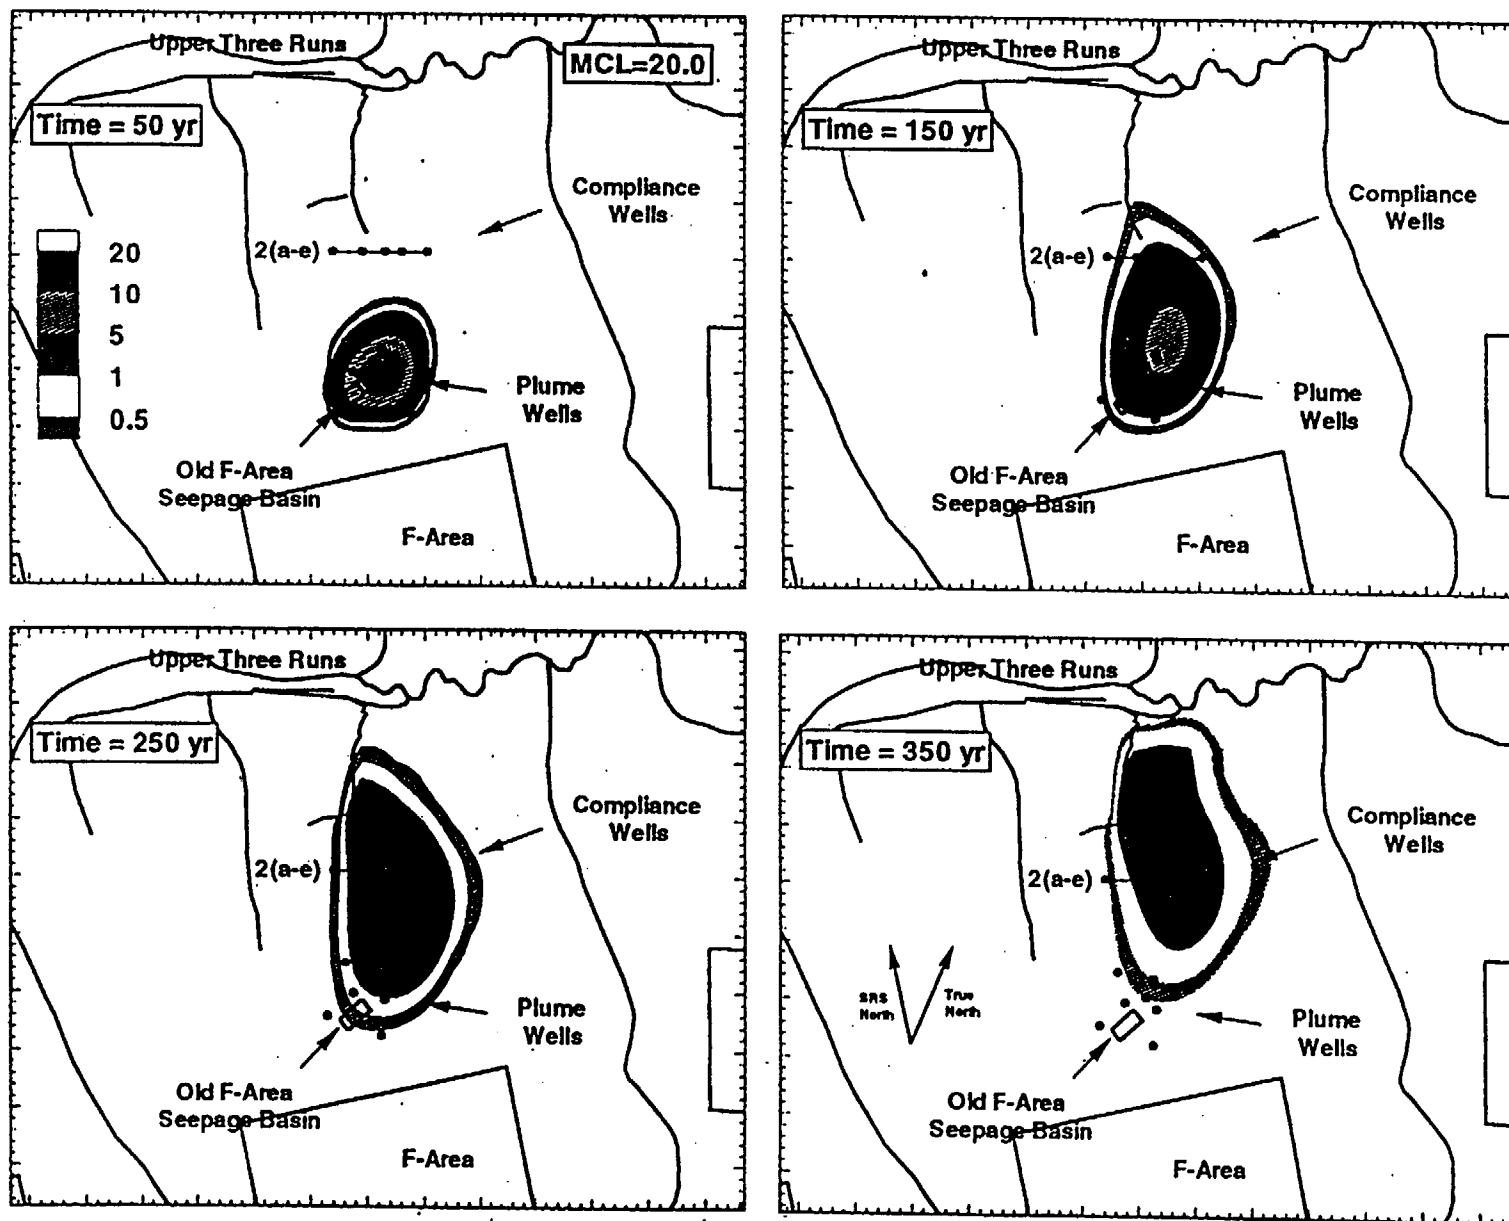 Upper Three Runs
MCL=20.0
Time = 50 yr
Compliance
Wells
2(a-e)
20
10
5
1
0.5
Plume
Wells
Old F-Area
Seepage Basin
F-Area
Upper Three Runs
Time = 150 yr
Compliance
Wells
2(a-e)
Plume
Wells
Old F-Area
Seepage Basin
F-Area
Upper Three Runs
Time = 250 yr
Compliance
Wells
2(a-e)
Plume
Wells
Old F-Area
Seepage Basin
F-Area
Upper Three Runs
Time = 350 yr
Compliance
Wells
2(a-e)
SRS
North
True
North
Plume
Wells
Old F-Area
Seepage Basin
F-Area